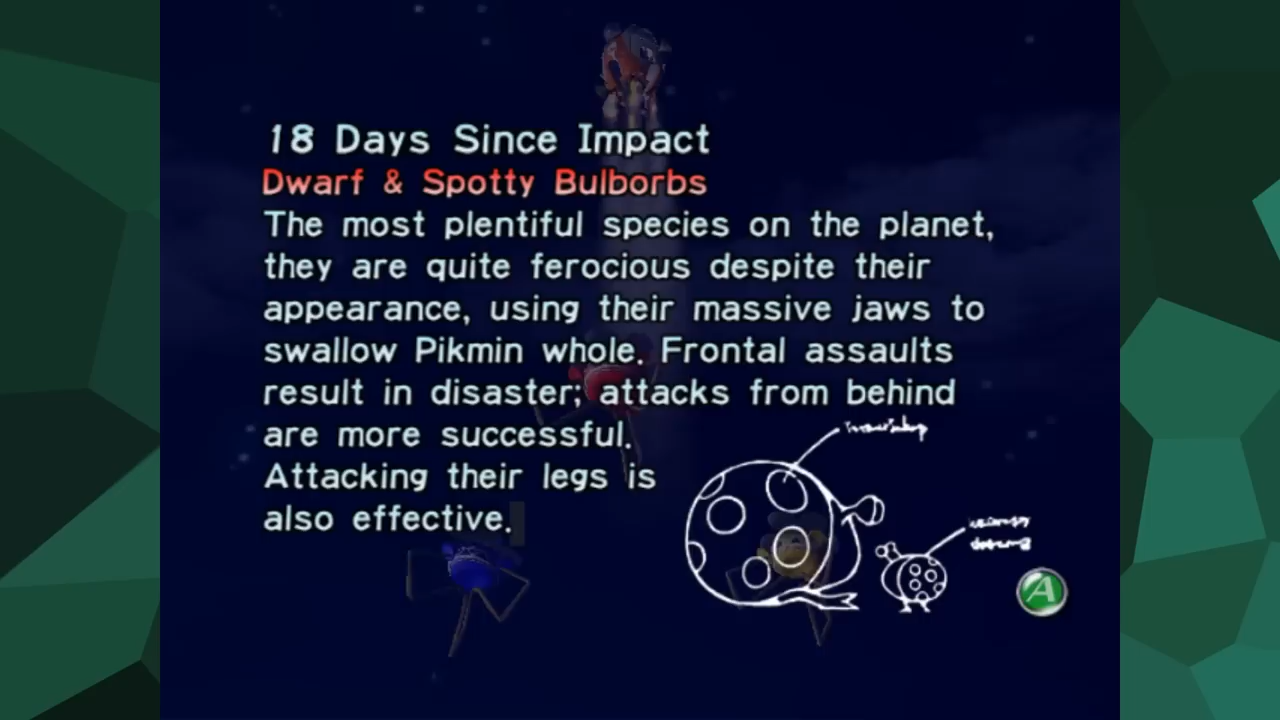 18 Days Since Impact
Dwarf & Spotty Bulborbs
The most plentiful species on the planet,
they are quite ferocious despite their
appearance, using their massive jaws to
swallow Pikmin whole. Frontal assaults
result in disaster; attacks from behind
are more successful.
Attacking their legs is
also effective.
A